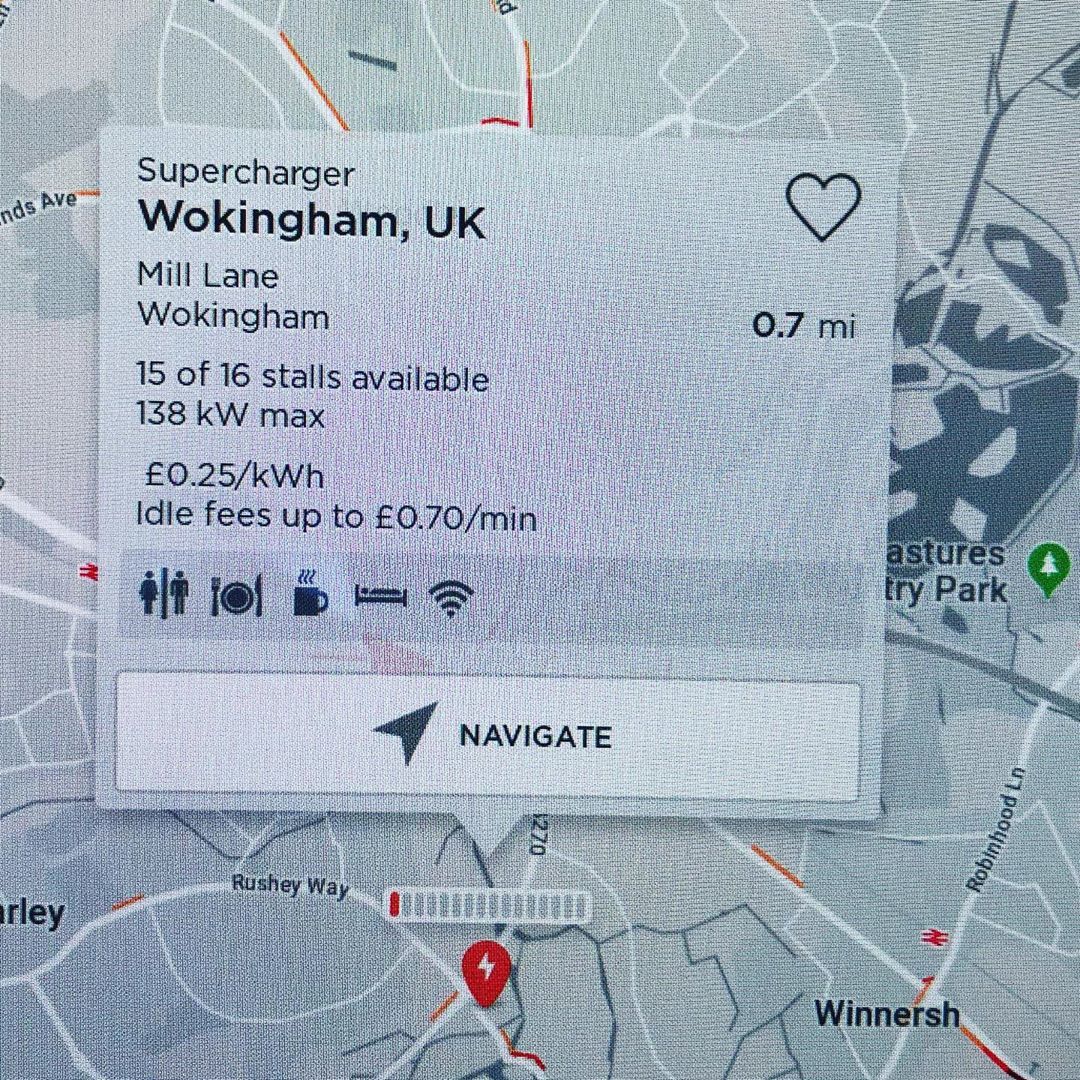 nds Ave
Supercharger
Wokingham, UK
Mill Lane
Wokingham
0.7 mi
15 of 16 stalls available
138 kW max
£0.25/kWh
Idle fees up to £0.70/min
astures
try Park
NAVIGATE
270
Robinhood Ln
Rushey Way
arley
Winnersh